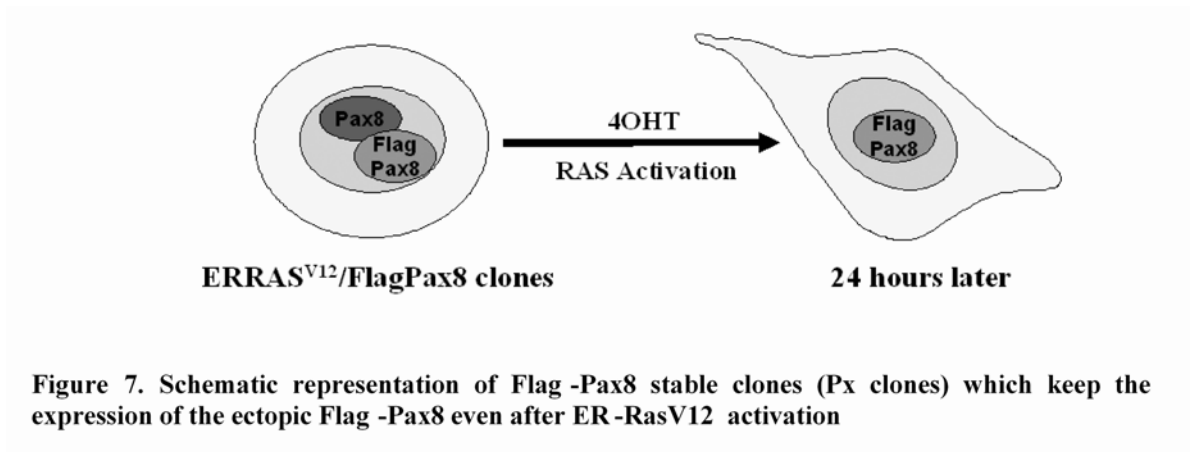 Pax8
Flag
Pax8
4OHT
RAS Activation
Flag
Pax8
ERRASV12/FlagPax8 clones
24 hours later
Figure 7. Schematic representation of Flag -Pax8 stable clones (Px clones) which keep the
expression of the ectopic Flag -Pax8 even after ER -RasV12 activation